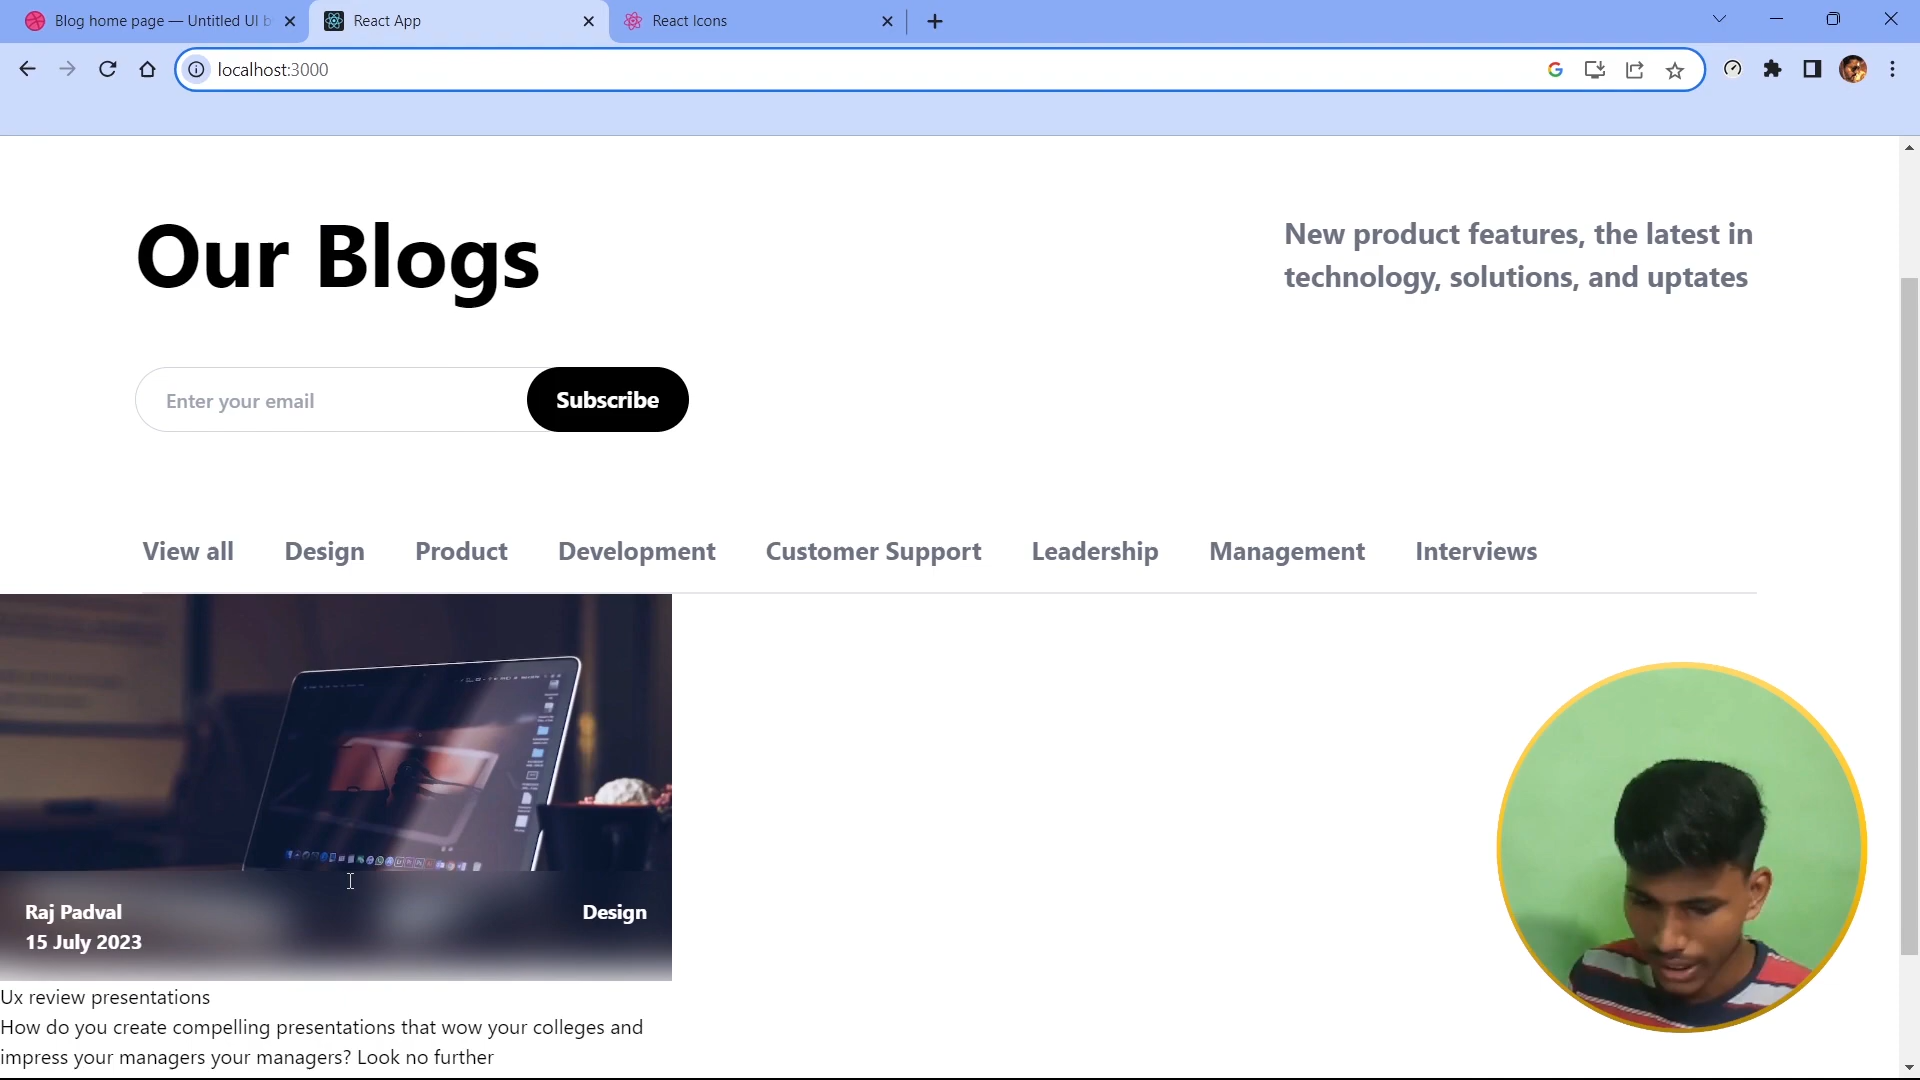 Blog home page — Untitled UI b
React App
React Icons
localhost:3000
Our Blogs
New product features, the latest in
technology, solutions, and uptates
Enter your email
Subscribe
View all
Design
Product
Development
Customer Support
Leadership
Management
Interviews
Raj Padval
Design
15 July 2023
Ux review presentations
How do you create compelling presentations that wow your colleges and
impress your managers your managers? Look no further